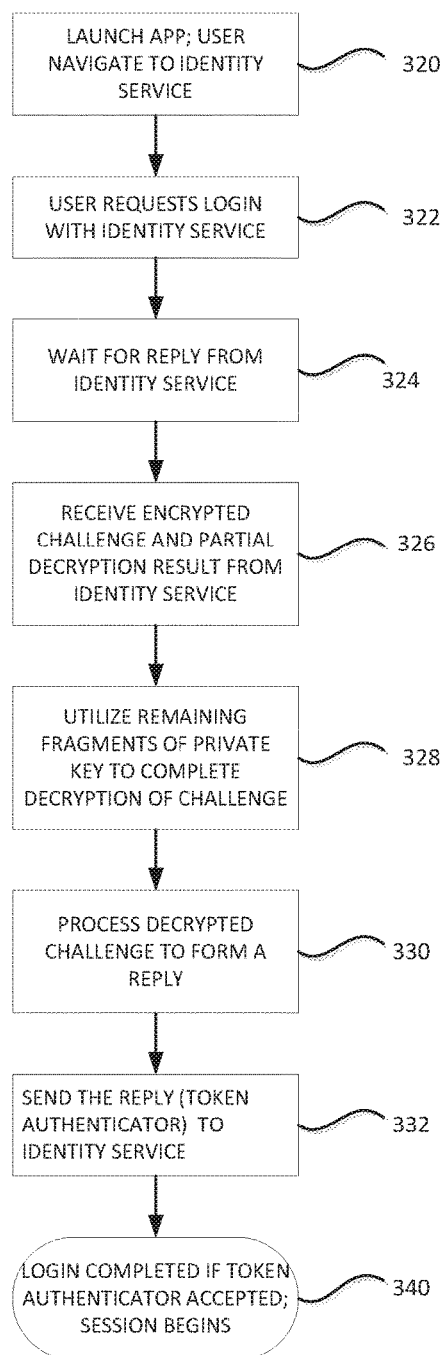 LAUNCH APP; USER
NAVIGATE TO IDENTITY
SERVICE
320
USER REQUESTS LOGIN
WITH IDENTITY SERVICE
322
WAIT FOR REPLY FROM
IDENTITY SERVICE
324
RECEIVE ENCRYPTED
CHALLENGE AND PARTIAL
DECRYPTION RESULT FROM
IDENTITY SERVICE
326
UTILIZE REMAINING
FRAGMENTS OF PRIVATE
KEY TO COMPLETE
DECRYPTION OF CHALLENGE
328
PROCESS DECRYPTED
CHALLENGE TO FORM A
REPLY
330
SEND THE REPLY (TOKEN
AUTHENTICATOR) TO
IDENTITY SERVICE
332
LOGIN COMPLETED IF TOKEN
AUTHENTICATOR ACCEPTED;
SESSION BEGINS
340